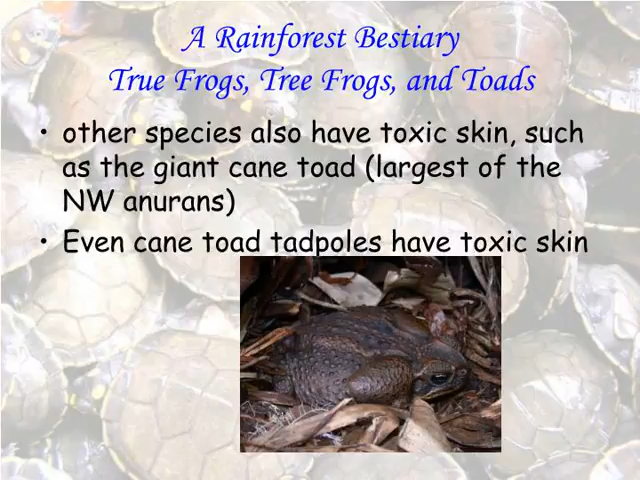 A Rainforest Bestiary
True Frogs, Tree Frogs, and Toads
• other species also have toxic skin, such
as the giant cane toad (largest of the
NW anurans)
• Even cane toad tadpoles have toxic skin